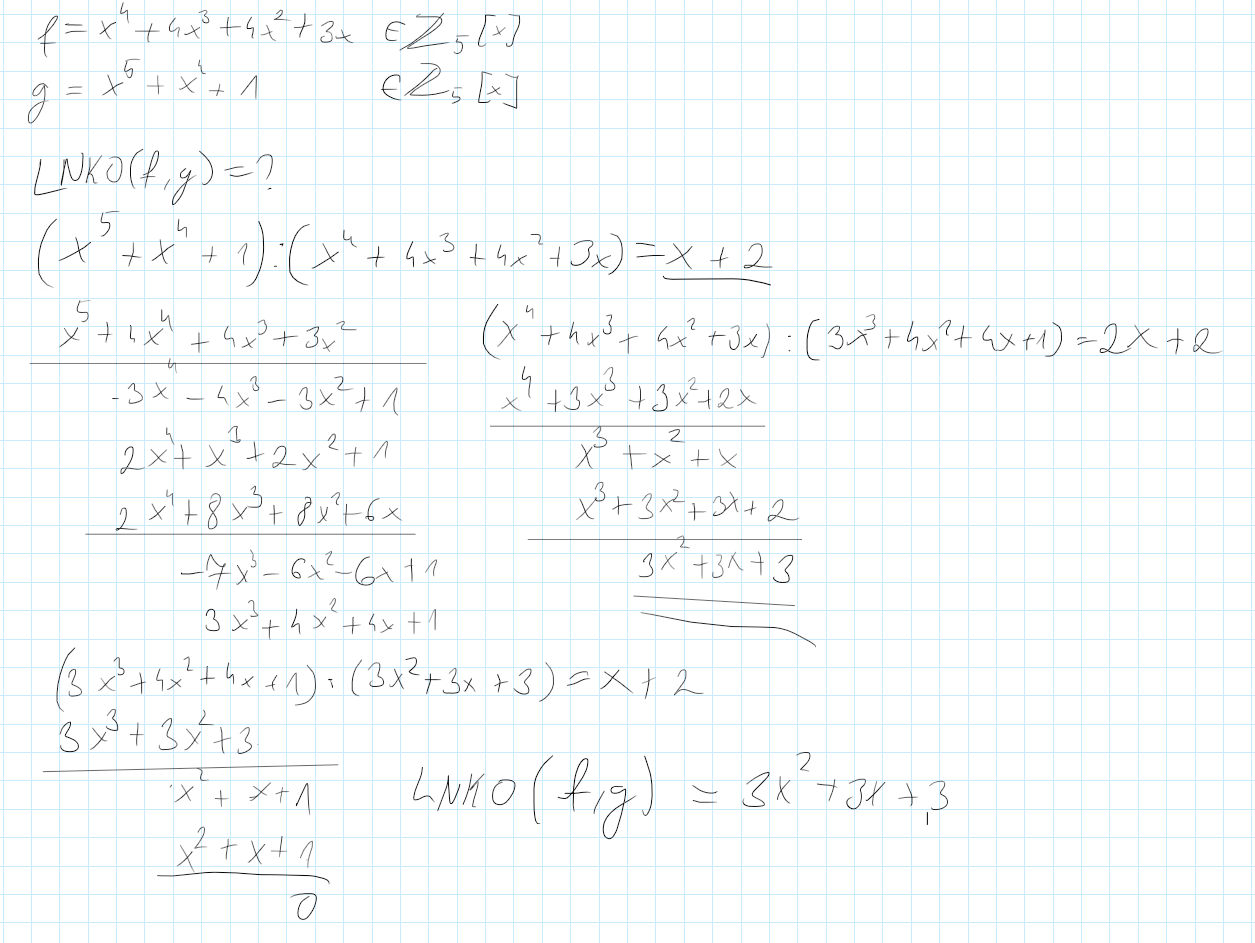 f = x⁴ + 4x³ + 4x² + 3x ∈ ℤ₅[x]
g = x⁵ + x⁴ + 1 ∈ ℤ₅[x]
LNKO(f,g) = ?
(x⁵ + x⁴ + 1) : (x⁴ + 4x³ + 4x² + 3x) = x + 2
x⁵ + 4x⁴ + 4x³ + 3x²
-3x⁴ - 4x³ - 3x² + 1
2x⁴ + x³ + 2x² + 1
2x⁴ + 8x³ + 8x² + 6x
-7x³ - 6x² - 6x + 1
3x³ + 4x² + 4x + 1
(x⁴ + 4x³ + 4x² + 3x) : (3x³ + 4x² + 4x + 1) = 2x + 2
x⁴ + 3x³ + 3x² + 2x
x³ + x² + x
x³ + 3x² + 3x + 2
3x² + 3x + 3
(3x³ + 4x² + 4x + 1) : (3x² + 3x + 3) = x + 2
3x³ + 3x² + 3
x² + x + 1
x² + x + 1
0
LNKO(f,g) = 3x² + 3x + 3